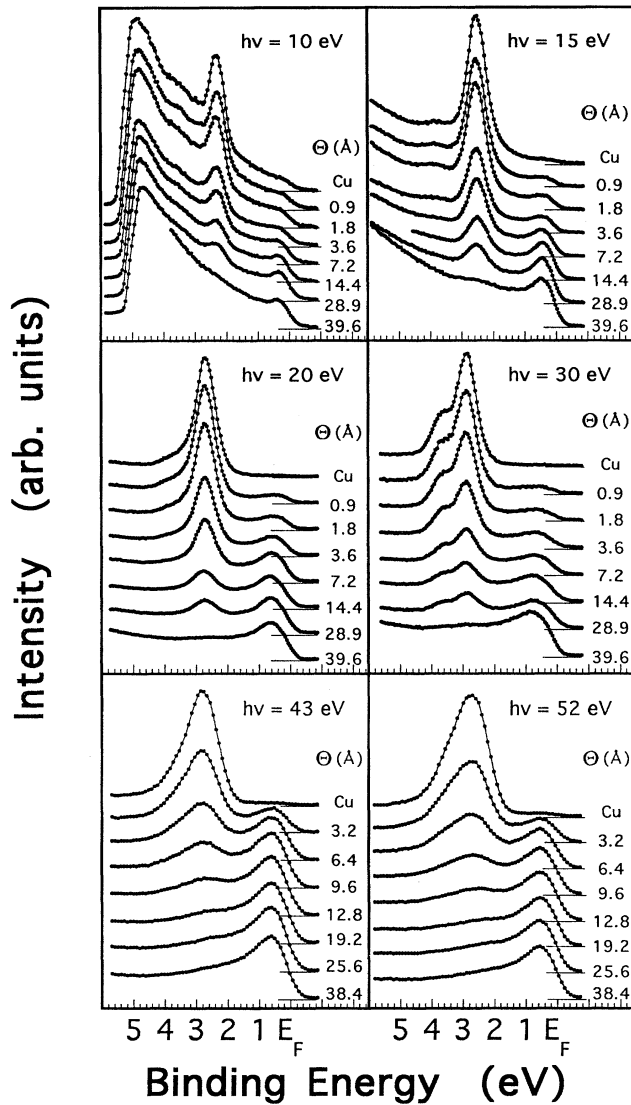 hν = 10 eV
Θ (Å)
Cu
0.9
1.8
3.6
7.2
14.4
28.9
39.6
hν = 15 eV
Θ (Å)
Cu
0.9
1.8
3.6
7.2
14.4
28.9
39.6
hν = 20 eV
Θ (Å)
Cu
0.9
1.8
3.6
7.2
14.4
28.9
39.6
hν = 30 eV
Θ (Å)
Cu
0.9
1.8
3.6
7.2
14.4
28.9
39.6
hν = 43 eV
Θ (Å)
Cu
3.2
6.4
9.6
12.8
19.2
25.6
38.4
hν = 52 eV
Θ (Å)
Cu
3.2
6.4
9.6
12.8
19.2
25.6
38.4
Intensity (arb. units)
5 4 3 2 1 E_F
5 4 3 2 1 E_F
Binding Energy (eV)